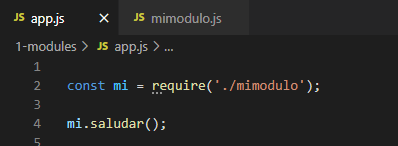 JS app.js × JS mimodulo.js
1-modules > JS app.js > ...
1
2 const mi = require('./mimodulo');
3
4 mi.saludar();
5